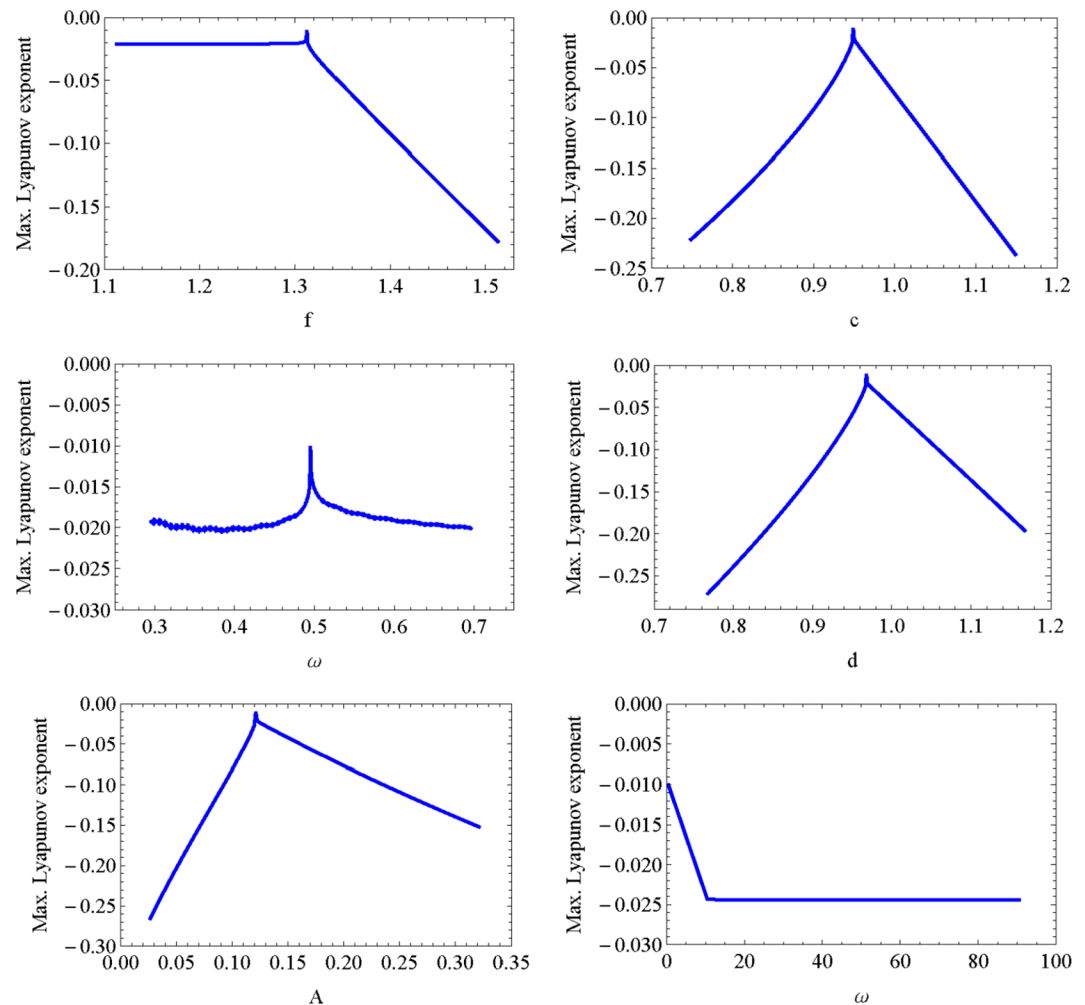 0.00
−0.05
−0.10
−0.15
−0.20
Max. Lyapunov exponent
1.1 1.2 1.3 1.4 1.5
f
0.00
−0.05
−0.10
−0.15
−0.20
−0.25
Max. Lyapunov exponent
0.7 0.8 0.9 1.0 1.1 1.2
c
0.000
−0.005
−0.010
−0.015
−0.020
−0.025
−0.030
Max. Lyapunov exponent
0.3 0.4 0.5 0.6 0.7
ω
0.00
−0.05
−0.10
−0.15
−0.20
−0.25
Max. Lyapunov exponent
0.7 0.8 0.9 1.0 1.1 1.2
d
0.00
−0.05
−0.10
−0.15
−0.20
−0.25
−0.30
Max. Lyapunov exponent
0.00 0.05 0.10 0.15 0.20 0.25 0.30 0.35
A
0.000
−0.005
−0.010
−0.015
−0.020
−0.025
−0.030
Max. Lyapunov exponent
0 20 40 60 80 100
ω